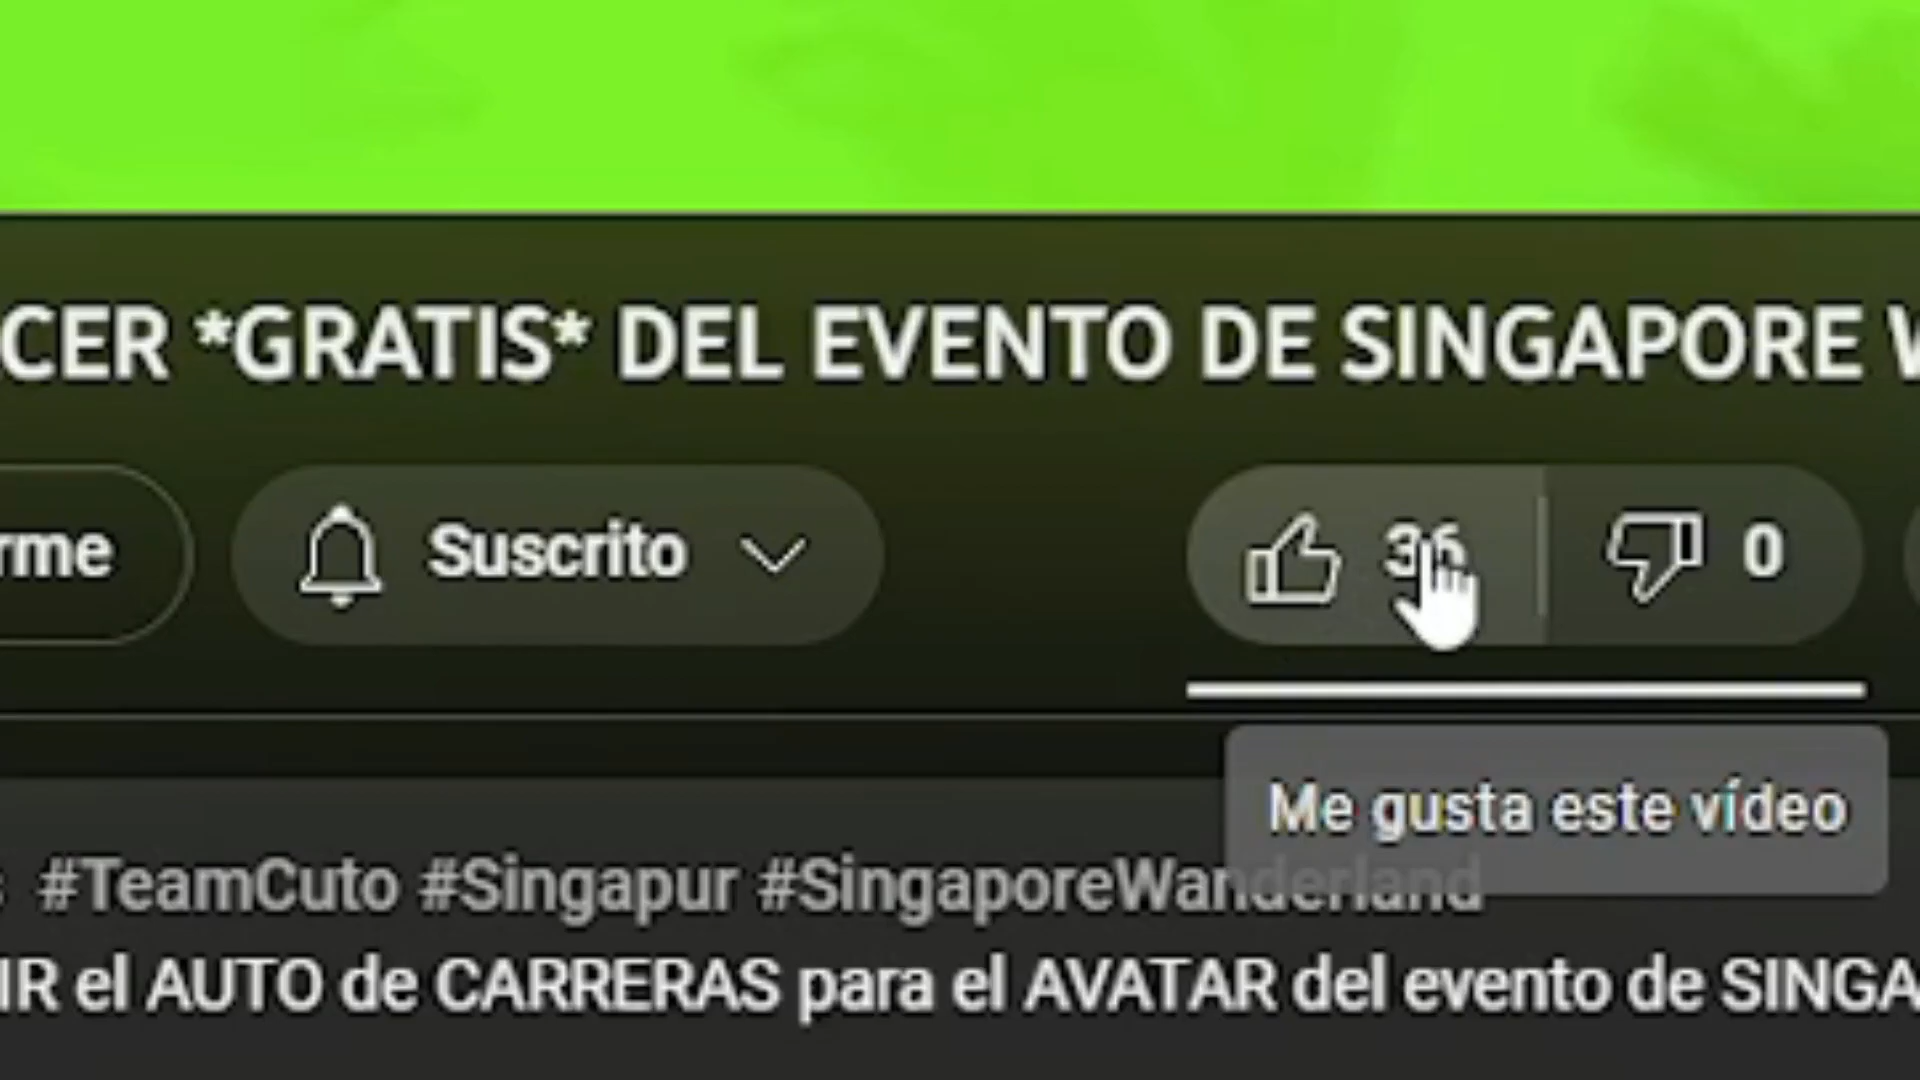 CER *GRATIS* DEL EVENTO DE SINGAPORE W
rme Suscrito 36 0
Me gusta este vídeo
#TeamCuto #Singapur #SingaporeWanderland
IR el AUTO de CARRERAS para el AVATAR del evento de SINGA